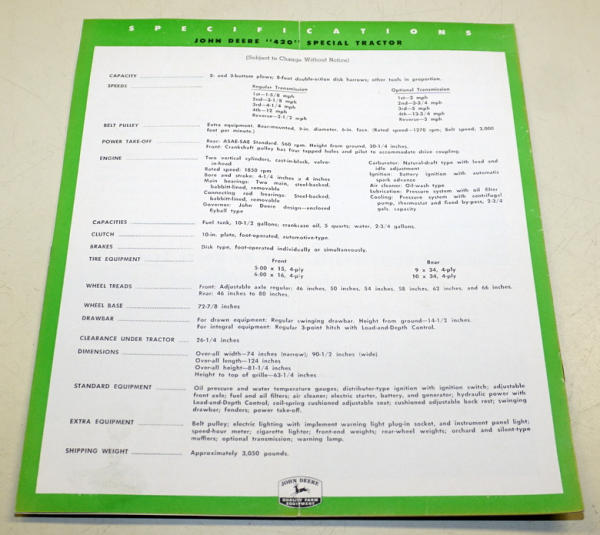 SPECIFICATIONS
JOHN DEERE "420" SPECIAL TRACTOR
(Subject to Change Without Notice)
CAPACITY 2- and 3-bottom plows; 8-foot double-action disk harrows; other tools in proportion.
SPEEDS
Regular Transmission
1st—1-5/8 mph
2nd—3-1/8 mph
3rd—4-1/4 mph
4th—12 mph
Reverse—2-1/2 mph
Optional Transmission
1st—2 mph
2nd—3-3/4 mph
3rd—5 mph
4th—13-3/4 mph
Reverse—3 mph
BELT PULLEY Extra equipment. Rear-mounted, 9-in. diameter, 6-in. face. (Rated speed—1270 rpm, Belt speed, 3,000
feet per minute.)
POWER TAKE-OFF Rear: ASAE-SAE Standard. 560 rpm. Height from ground, 20-1/4 inches.
Front: Crankshaft pulley has four tapped holes and pilot to accommodate drive coupling.
ENGINE Two vertical cylinders, cast-in-block, valve-
in-head
Rated speed: 1850 rpm
Bore and stroke: 4-1/4 inches x 4 inches
Main bearings: Two main, steel-backed,
babbitt-lined, removable
Connecting rod bearings: Steel-backed,
babbitt-lined, removable
Governor: John Deere design—enclosed
flyball type
Carburetor: Natural-draft type with load and
idle adjustment
Ignition: Battery ignition with automatic
spark advance
Air cleaner: Oil-wash type
Lubrication: Pressure system with oil filter
Cooling: Pressure system with centrifugal
pump, thermostat and fixed by-pass, 2-3/4
gals. capacity
CAPACITIES Fuel tank, 10-1/2 gallons; crankcase oil, 5 quarts; water, 2-3/4 gallons.
CLUTCH 10-in. plate, foot-operated, automotive-type.
BRAKES Disk type, foot-operated individually or simultaneously.
TIRE EQUIPMENT
Front
5:00 x 15, 4-ply
6:00 x 16, 4-ply
Rear
9 x 34, 4-ply
10 x 34, 4-ply
WHEEL TREADS Front: Adjustable axle regular: 46 inches, 50 inches, 54 inches, 58 inches, 62 inches, and 66 inches.
Rear: 46 inches to 80 inches.
WHEEL BASE 72-7/8 inches
DRAWBAR For drawn equipment: Regular swinging drawbar. Height from ground—14-1/2 inches.
For integral equipment: Regular 3-point hitch with Load-and-Depth Control.
CLEARANCE UNDER TRACTOR 26-1/4 inches
DIMENSIONS Over-all width—74 inches (narrow); 90-1/2 inches (wide)
Over-all length—124 inches
Over-all height—81-1/4 inches
Height to top of grille—63-1/4 inches
STANDARD EQUIPMENT Oil pressure and water temperature gauges; distributor-type ignition with ignition switch; adjustable
front axle; fuel and oil filters; air cleaner; electric starter, battery, and generator; hydraulic power with
Load-and-Depth Control; coil-spring cushioned adjustable seat; cushioned adjustable back rest; swinging
drawbar; fenders; power take-off.
EXTRA EQUIPMENT Belt pulley; electric lighting with implement warning light plug-in socket, and instrument panel light;
speed-hour meter; cigarette lighter; front-end weights; rear-wheel weights; orchard and silent-type
mufflers; optional transmission; warning lamp.
SHIPPING WEIGHT Approximately 3,050 pounds.
JOHN DEERE
QUALITY FARM
EQUIPMENT